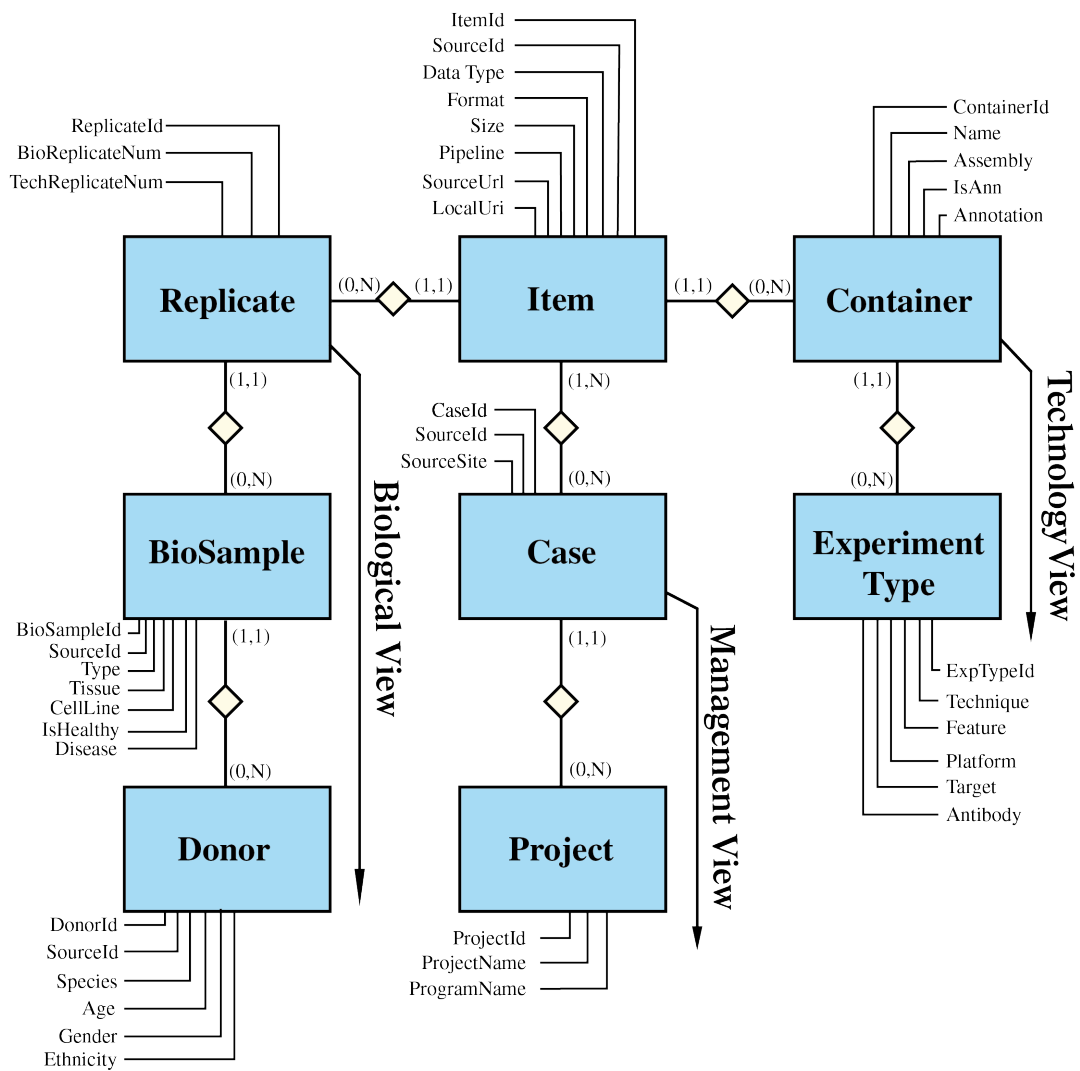 ItemId
SourceId
Data Type
Format
Size
Pipeline
SourceUrl
LocalUri
ReplicateId
BioReplicateNum
TechReplicateNum
ContainerId
Name
Assembly
IsAnn
Annotation
Replicate
(0,N)
(1,1)
Item
(1,1)
(0,N)
Container
(1,1)
(1,N)
(1,1)
CaseId
SourceId
SourceSite
(0,N)
(0,N)
(0,N)
BioSample
Case
Experiment
Type
Biological View
Management View
TechnologyView
BioSampleId
SourceId
Type
Tissue
CellLine
IsHealthy
Disease
(1,1)
(1,1)
ExpTypeId
Technique
Feature
Platform
Target
Antibody
(0,N)
(0,N)
Donor
Project
DonorId
SourceId
Species
Age
Gender
Ethnicity
ProjectId
ProjectName
ProgramName